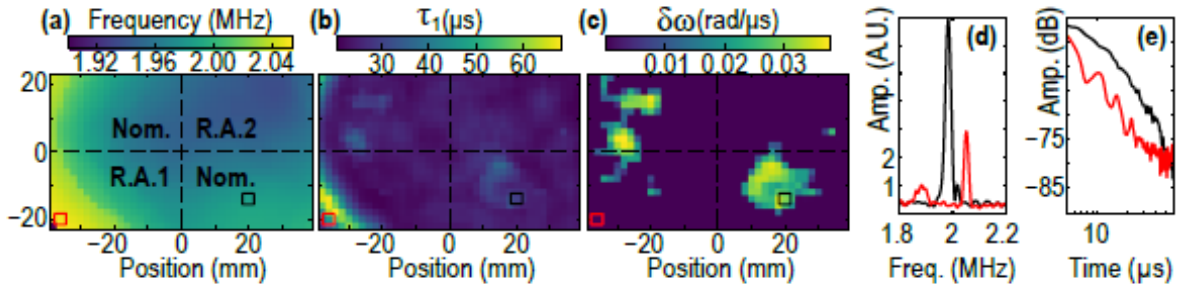 (a) Frequency (MHz)
1.92 1.96 2.00 2.04
20
0
−20
Nom. R.A.2
R.A.1 Nom.
−20 0 20
Position (mm)
(b) τ1(μs)
30 40 50 60
−20 0 20
Position (mm)
(c) δω(rad/μs)
0.01 0.02 0.03
−20 0 20
Position (mm)
(d)
Amp. (A.U.)
2
1
1.8 2 2.2
Freq. (MHz)
(e)
Amp. (dB)
−75
−85
10
Time (μs)